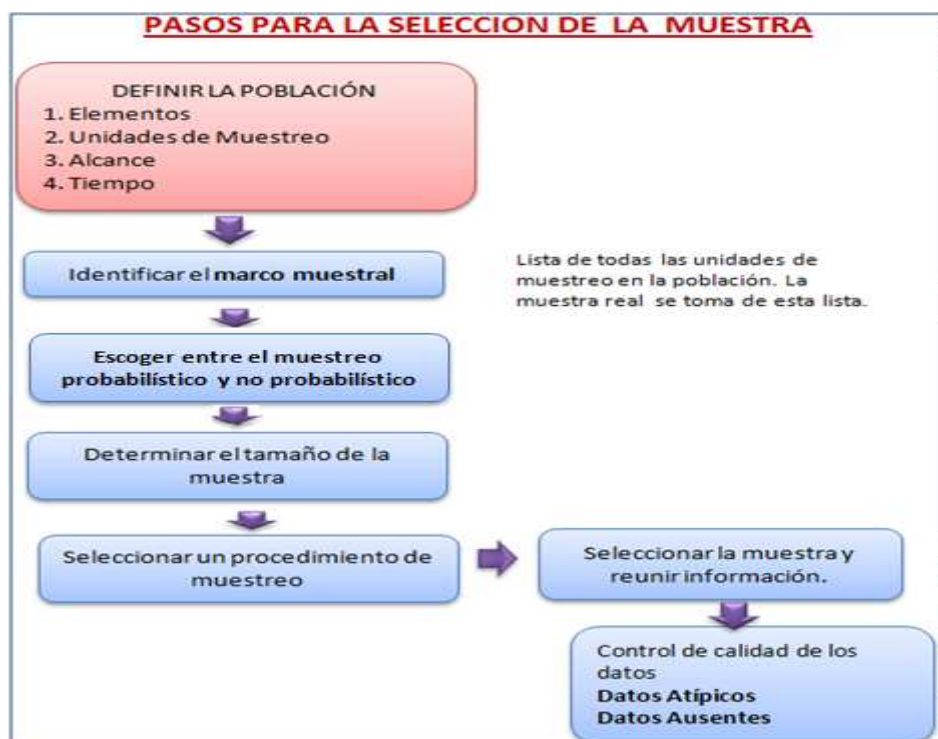 PASOS PARA LA SELECCION DE LA MUESTRA
DEFINIR LA POBLACIÓN
1. Elementos
2. Unidades de Muestreo
3. Alcance
4. Tiempo
Identificar el marco muestral
Lista de todas las unidades de
muestreo en la población. La
muestra real se toma de esta lista.
Escoger entre el muestreo
probabilístico y no probabilístico
Determinar el tamaño de la
muestra
Seleccionar un procedimiento de
muestreo
Seleccionar la muestra y
reunir información.
Control de calidad de los
datos
Datos Atípicos
Datos Ausentes